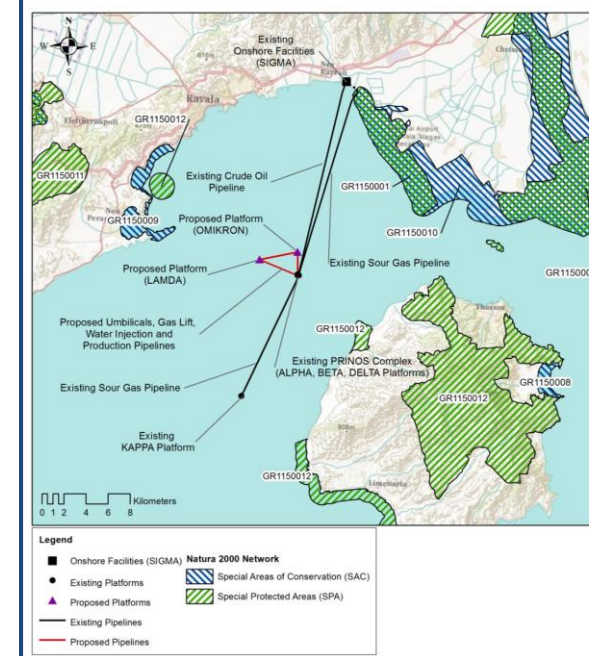 Existing
Onshore Facilities
(SIGMA)
N
W
E
S
Kavala
GR1150012
GR1150011
Existing Crude Oil
Pipeline
GR1150001
Proposed Platform
(OMIKRON)
GR1150009
GR1150010
Existing Sour Gas Pipeline
Proposed Platform
(LAMDA)
Proposed Umbilicals, Gas Lift,
Water Injection and
Production Pipelines
GR1150012
Existing PRINOS Complex
(ALPHA, BETA, DELTA Platforms)
GR1150008
Existing Sour Gas Pipeline
GR1150012
Existing
KAPPA Platform
GR1150012
Limenaria
Kilometers
0 1 2 4 6 8
Legend
Onshore Facilities (SIGMA)
Existing Platforms
Proposed Platforms
Existing Pipelines
Proposed Pipelines
Natura 2000 Network
Special Areas of Conservation (SAC)
Special Protected Areas (SPA)